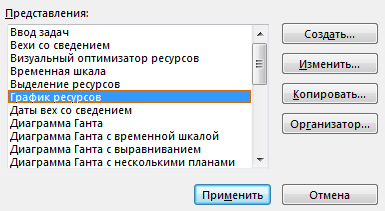 Представления:
Ввод задач
Вехи со сведением
Визуальный оптимизатор ресурсов
Временная шкала
Выделение ресурсов
График ресурсов
Даты вех со сведением
Диаграмма Ганта
Диаграмма Ганта с временной шкалой
Диаграмма Ганта с выравниванием
Диаграмма Ганта с несколькими планами
Создать...
Изменить...
Копировать...
Организатор...
Применить
Отмена